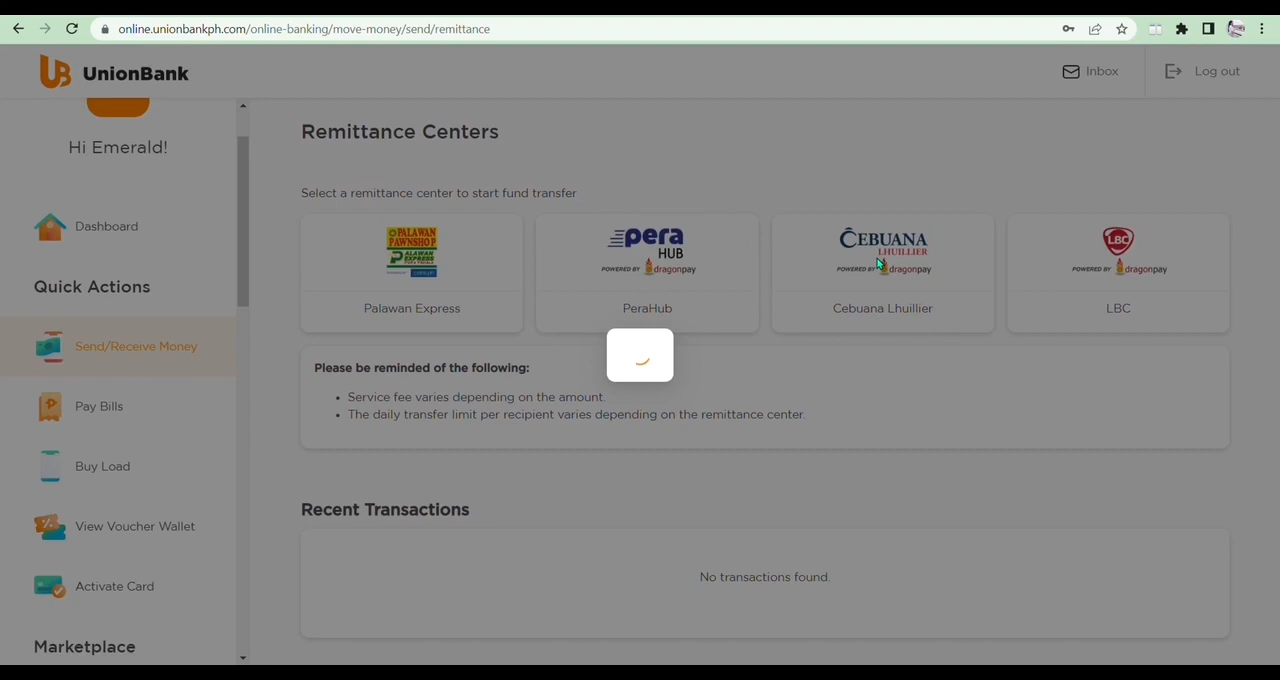 online.unionbankph.com/online-banking/move-money/send/remittance
UB UnionBank
Inbox
Log out
Hi Emerald!
Dashboard
Quick Actions
Send/Receive Money
Pay Bills
Buy Load
View Voucher Wallet
Activate Card
Marketplace
Remittance Centers
Select a remittance center to start fund transfer
PALAWAN
PAWNSHOP
PALAWAN
EXPRESS
Palawan Express
pera
HUB
POWERED BY dragonpay
PeraHub
CEBUANA
LHUILLIER
POWERED BY dragonpay
Cebuana Lhuillier
LBC
POWERED BY dragonpay
LBC
Please be reminded of the following:
• Service fee varies depending on the amount.
• The daily transfer limit per recipient varies depending on the remittance center.
Recent Transactions
No transactions found.